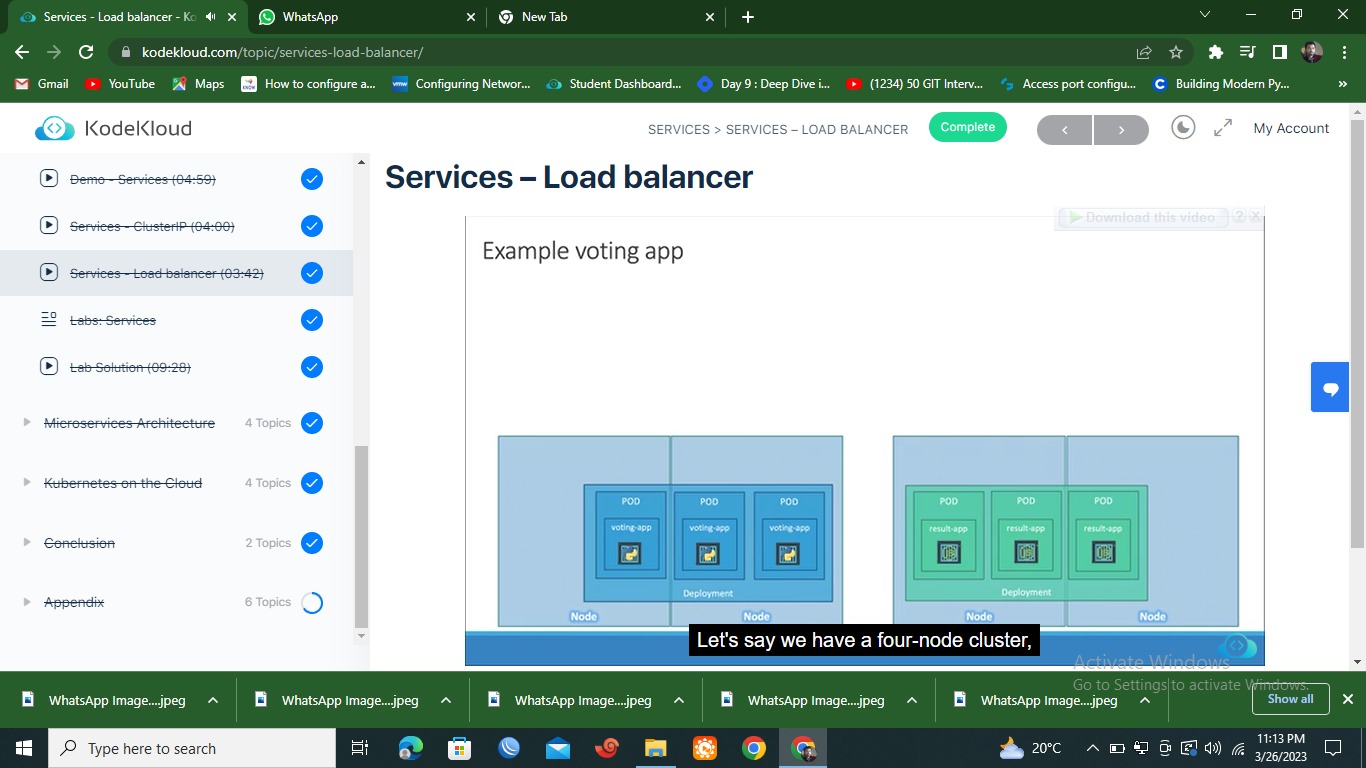 Services - Load balancer - Ko
WhatsApp
New Tab
kodekloud.com/topic/services-load-balancer/
Gmail
YouTube
Maps
How to configure a...
Configuring Networ...
Student Dashboard...
Day 9 : Deep Dive i...
(1234) 50 GIT Interv...
Access port configu...
Building Modern Py...
»
KodeKloud
SERVICES > SERVICES – LOAD BALANCER
Complete
My Account
Demo - Services (04:59)
Services - ClusterIP (04:00)
Services - Load balancer (03:42)
Labs: Services
Lab Solution (09:28)
Microservices Architecture 4 Topics
Kubernetes on the Cloud 4 Topics
Conclusion 2 Topics
Appendix 6 Topics
Services – Load balancer
Download this video ? X
Example voting app
POD POD POD
voting-app voting-app voting-app
Deployment
Node Node
POD POD POD
result-app result-app result-app
Deployment
Node Node
Let's say we have a four-node cluster,
Activate Windows
Go to Settings to activate Windows.
WhatsApp Image....jpeg
WhatsApp Image....jpeg
WhatsApp Image....jpeg
WhatsApp Image....jpeg
WhatsApp Image....jpeg
Show all
Type here to search
20°C
11:13 PM
3/26/2023